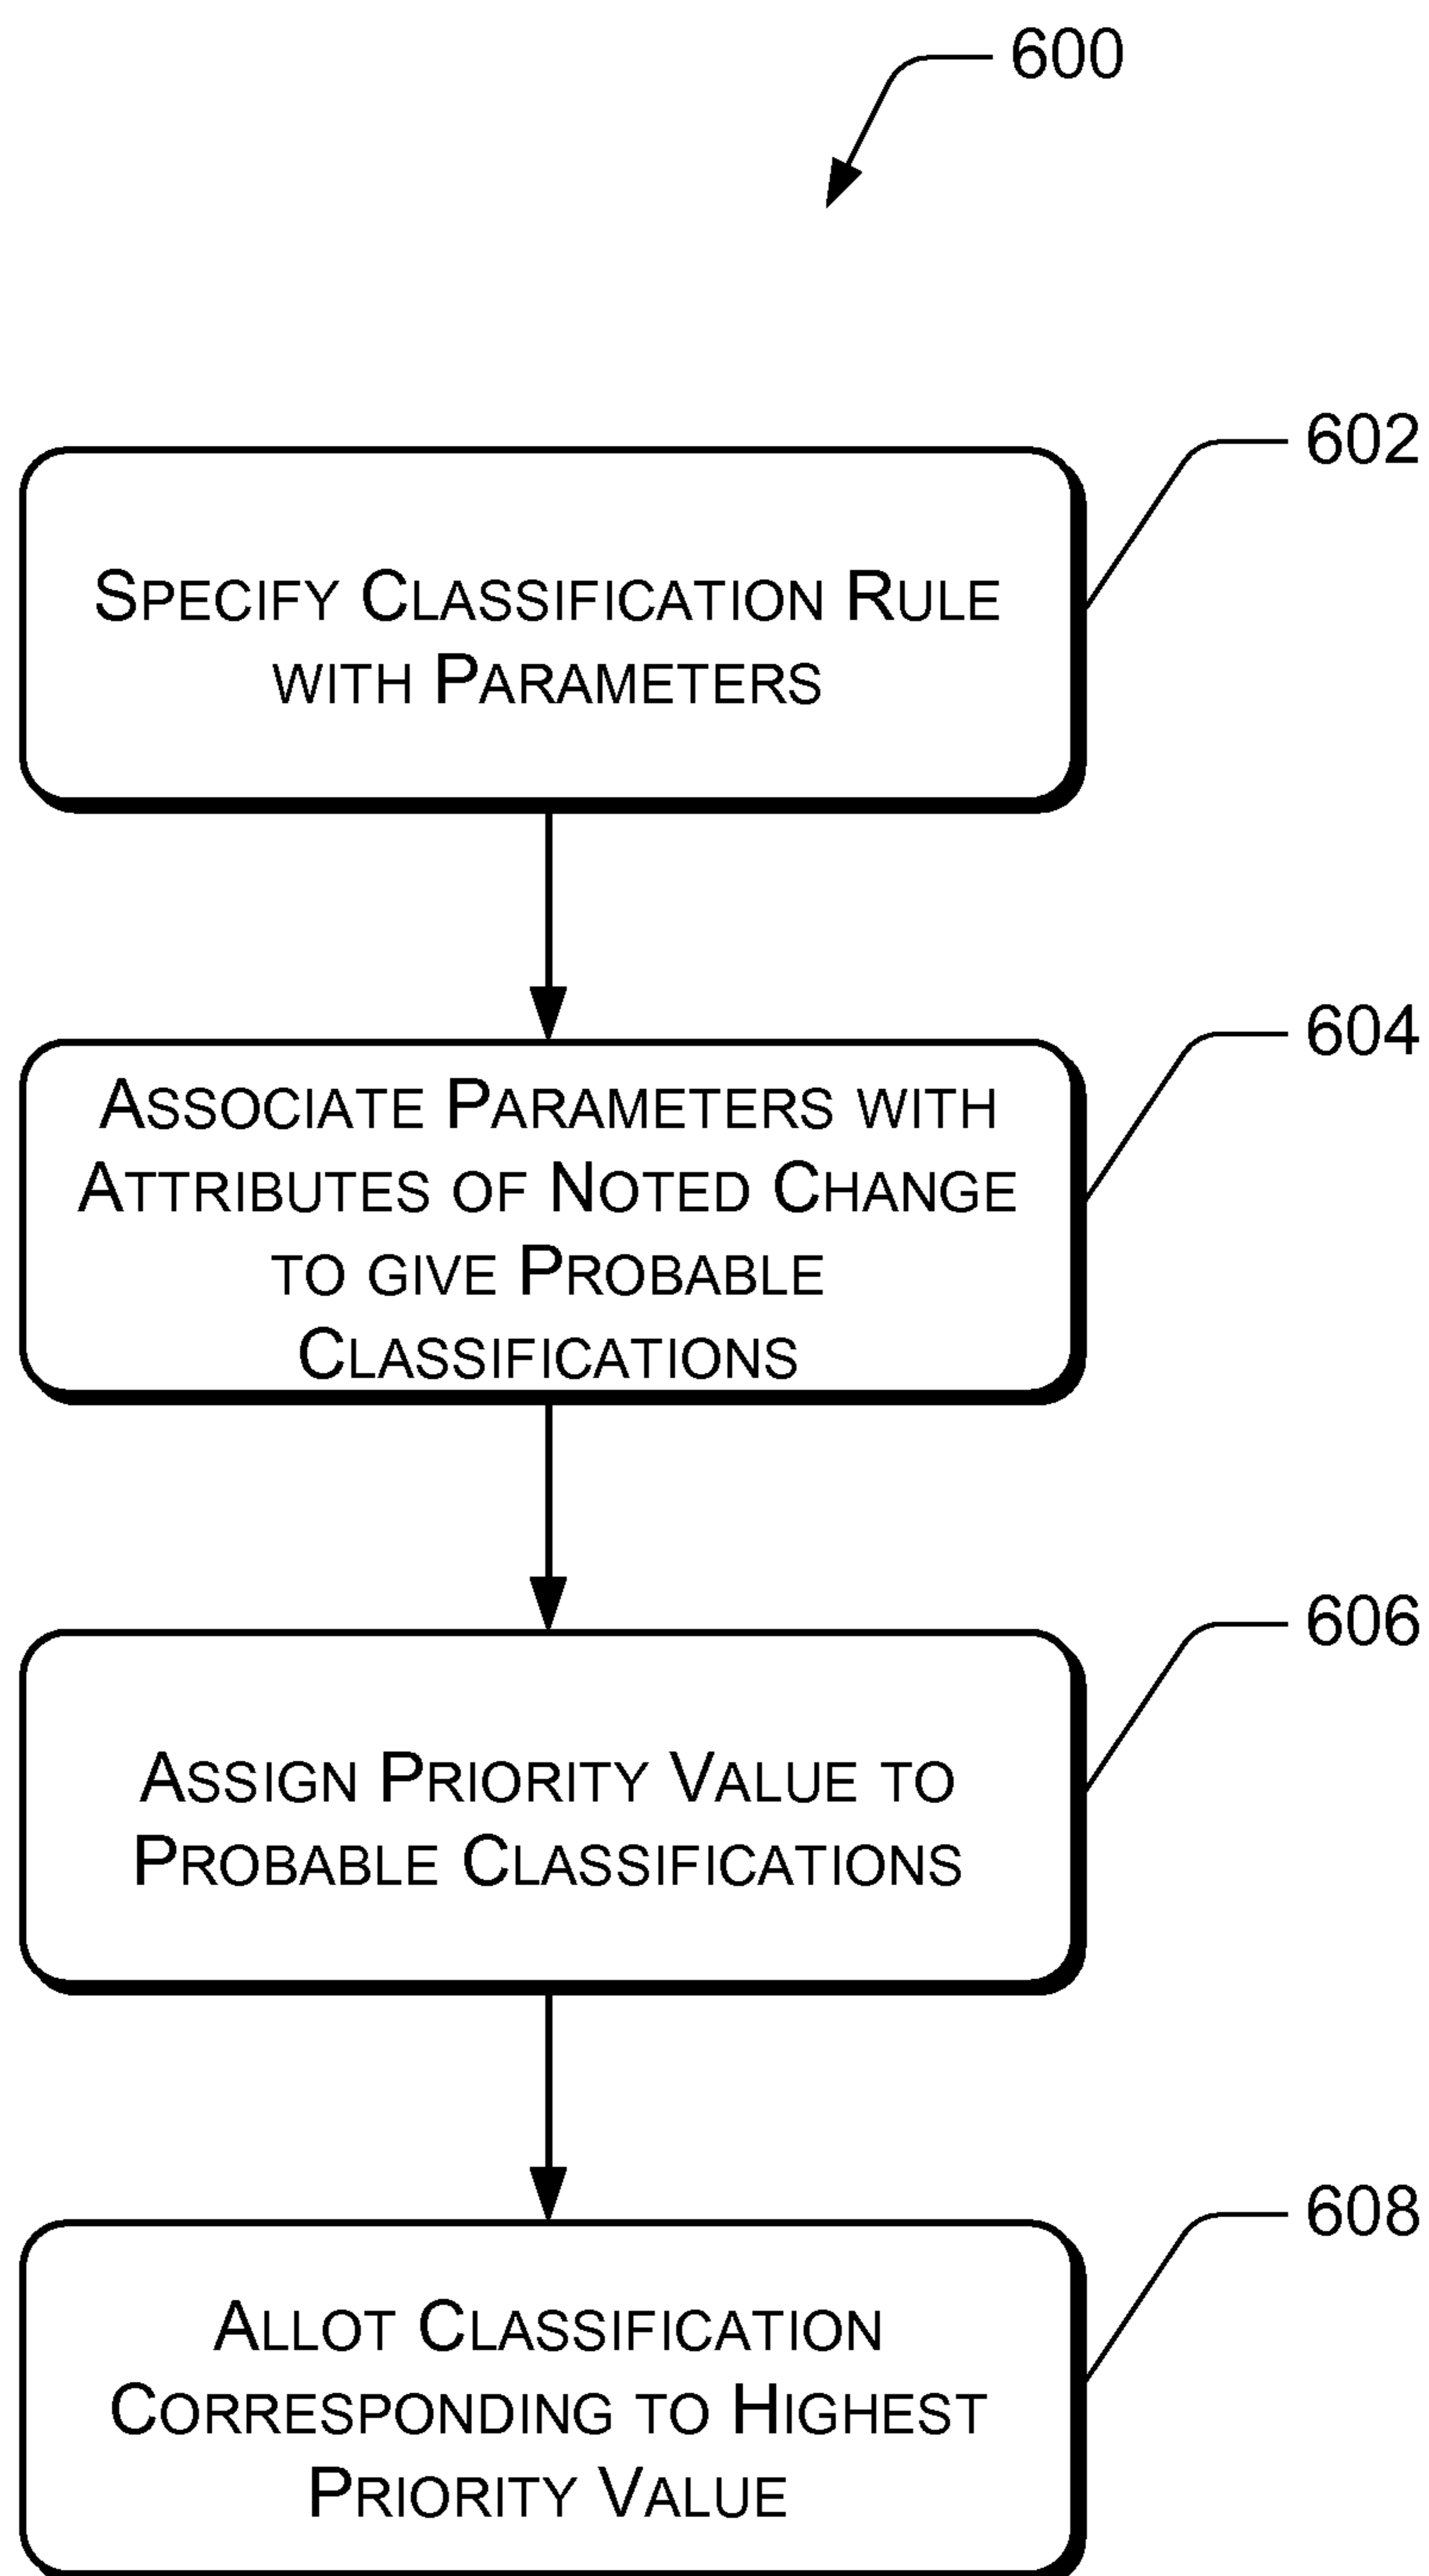 600
602
SPECIFY CLASSIFICATION RULE
WITH PARAMETERS
604
ASSOCIATE PARAMETERS WITH
ATTRIBUTES OF NOTED CHANGE
TO GIVE PROBABLE
CLASSIFICATIONS
606
ASSIGN PRIORITY VALUE TO
PROBABLE CLASSIFICATIONS
608
ALLOT CLASSIFICATION
CORRESPONDING TO HIGHEST
PRIORITY VALUE